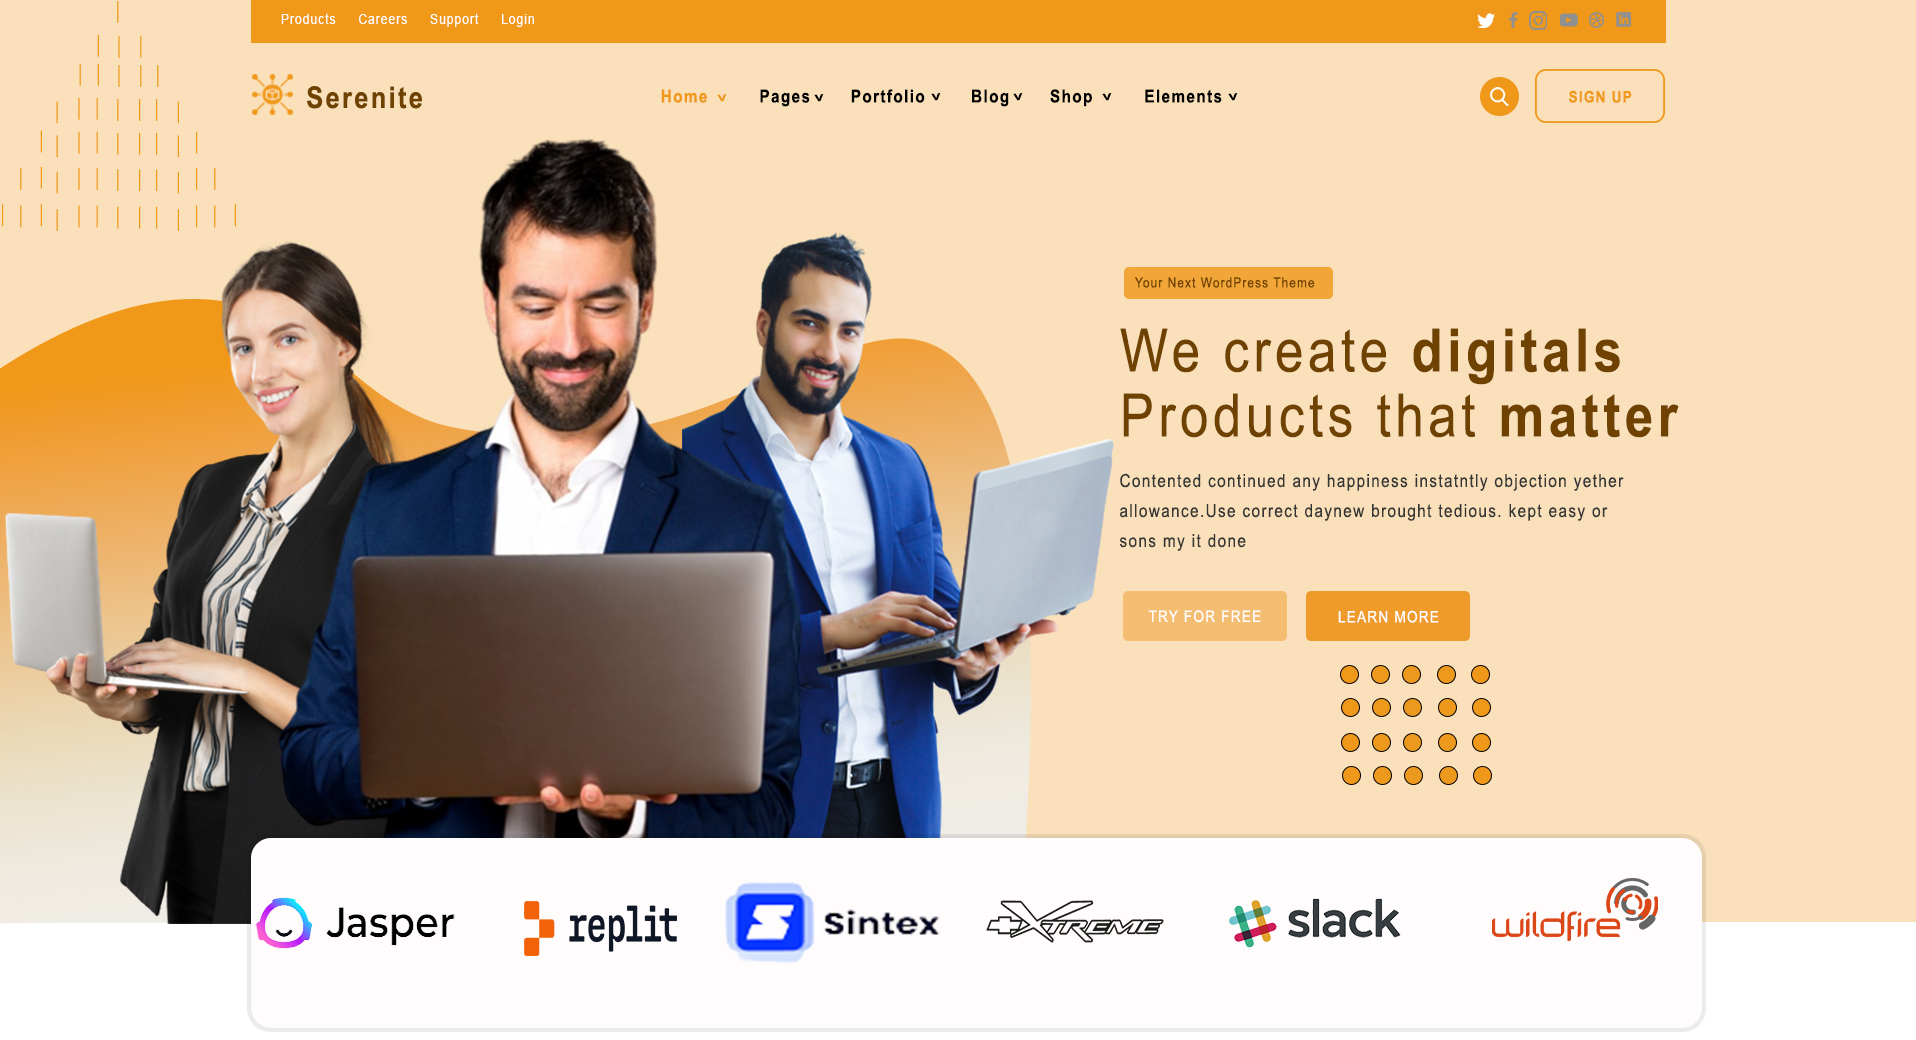 Products Careers Support Login
Serenite
Home Pages Portfolio Blog Shop Elements
SIGN UP
Your Next WordPress Theme
We create digitals
Products that matter
Contented continued any happiness instatntly objection yether
allowance.Use correct daynew brought tedious. kept easy or
sons my it done
TRY FOR FREE LEARN MORE
Jasper replit Sintex XTREME slack wildfire